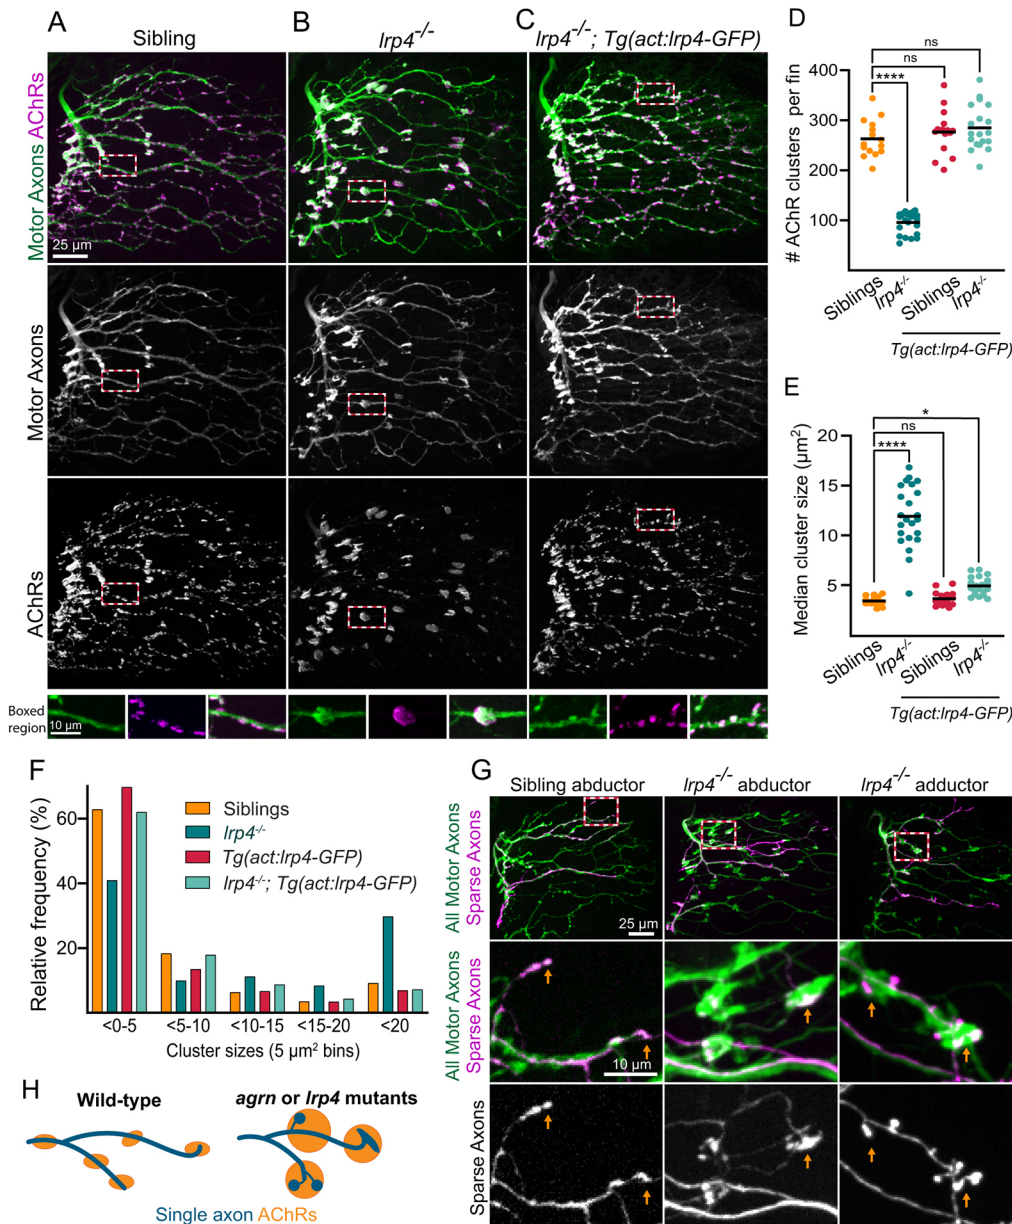 A
B
C
D
Sibling
lrp4-/-
lrp4-/-; Tg(act:lrp4-GFP)
Motor Axons AChRs
25 µm
Motor Axons
AChRs
Boxed region
10 µm
# AChR clusters per fin
400
300
200
100
ns
ns
****
Siblings
lrp4-/-
Siblings
lrp4-/-
Tg(act:lrp4-GFP)
E
Median cluster size (µm²)
20
15
10
5
*
ns
****
Siblings
lrp4-/-
Siblings
lrp4-/-
Tg(act:lrp4-GFP)
F
Relative frequency (%)
60
40
20
Siblings
lrp4-/-
Tg(act:lrp4-GFP)
lrp4-/-; Tg(act:lrp4-GFP)
<0-5
<5-10
<10-15
<15-20
<20
Cluster sizes (5 µm² bins)
G
Sibling abductor
lrp4-/- abductor
lrp4-/- adductor
All Motor Axons
Sparse Axons
25 µm
All Motor Axons
Sparse Axons
10 µm
Sparse Axons
H
Wild-type
agrn or lrp4 mutants
Single axon AChRs